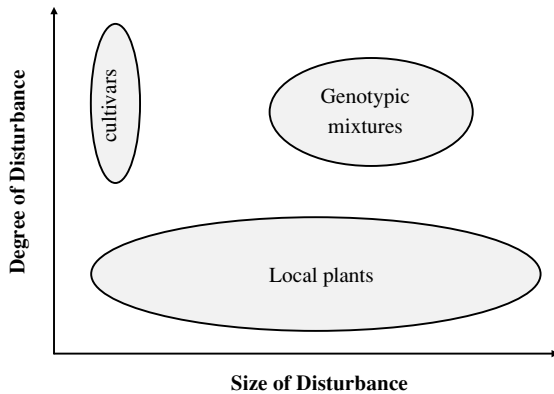 Degree of Disturbance
cultivars
Genotypic
mixtures
Local plants
Size of Disturbance